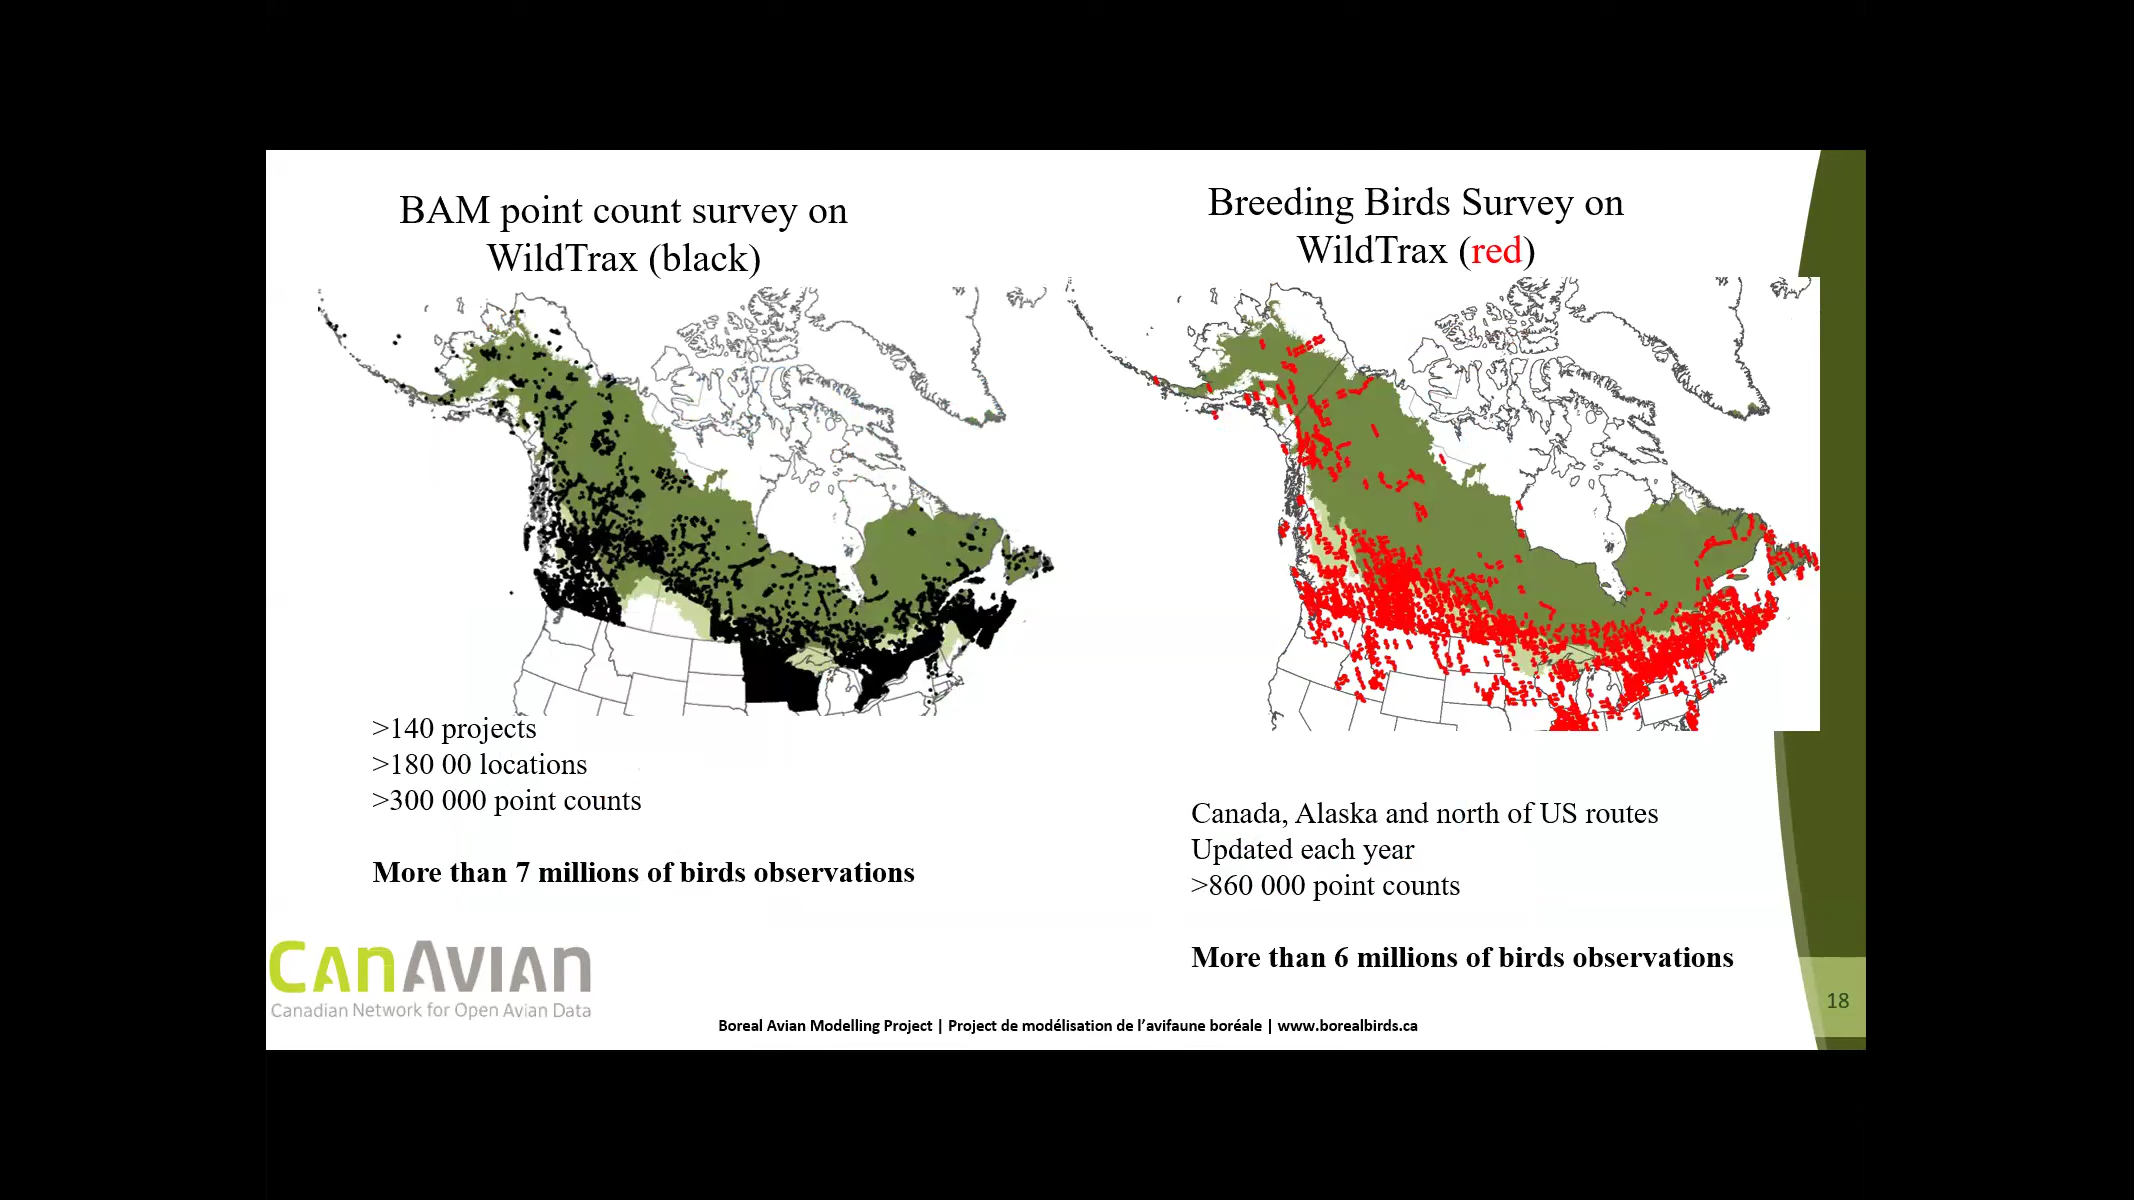 BAM point count survey on
WildTrax (black)
>140 projects
>180 00 locations
>300 000 point counts
More than 7 millions of birds observations
Breeding Birds Survey on
WildTrax (red)
Canada, Alaska and north of US routes
Updated each year
>860 000 point counts
More than 6 millions of birds observations
CANAVIAN
Canadian Network for Open Avian Data
Boreal Avian Modelling Project | Project de modélisation de l’avifaune boréale | www.borealbirds.ca
18